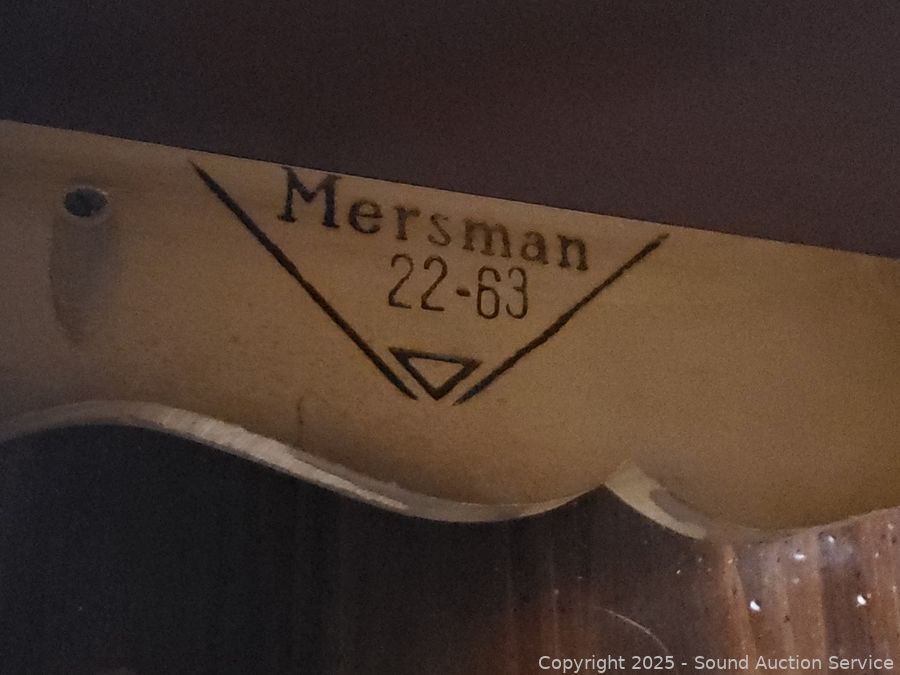 Mersman
22-63
Copyright 2025 - Sound Auction Service